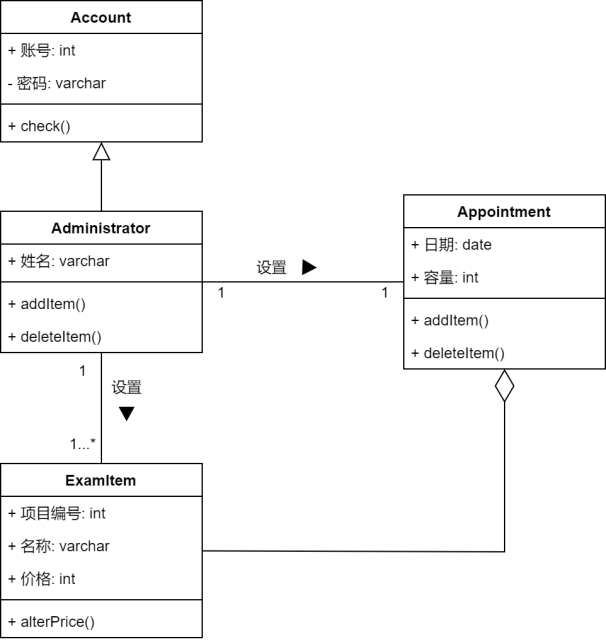 Account
+ 账号: int
- 密码: varchar
+ check()
Administrator
+ 姓名: varchar
+ addItem()
+ deleteItem()
设置
1
1
Appointment
+ 日期: date
+ 容量: int
+ addItem()
+ deleteItem()
1
设置
1...*
ExamItem
+ 项目编号: int
+ 名称: varchar
+ 价格: int
+ alterPrice()